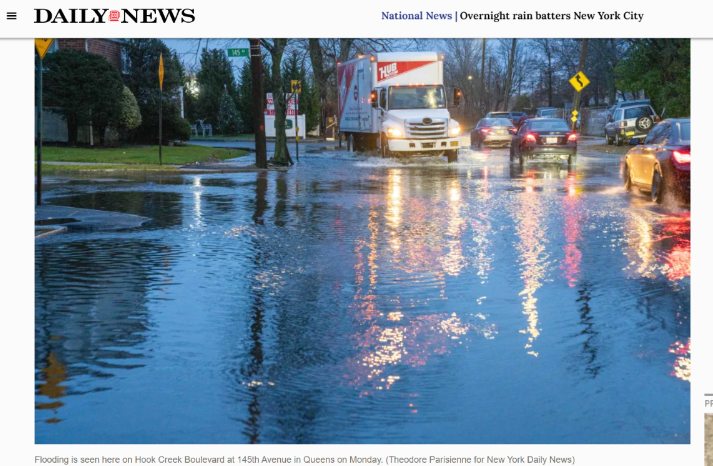 DAILY NEWS
National News | Overnight rain batters New York City
145
HUB
Flooding is seen here on Hook Creek Boulevard at 145th Avenue in Queens on Monday. (Theodore Parisienne for New York Daily News)